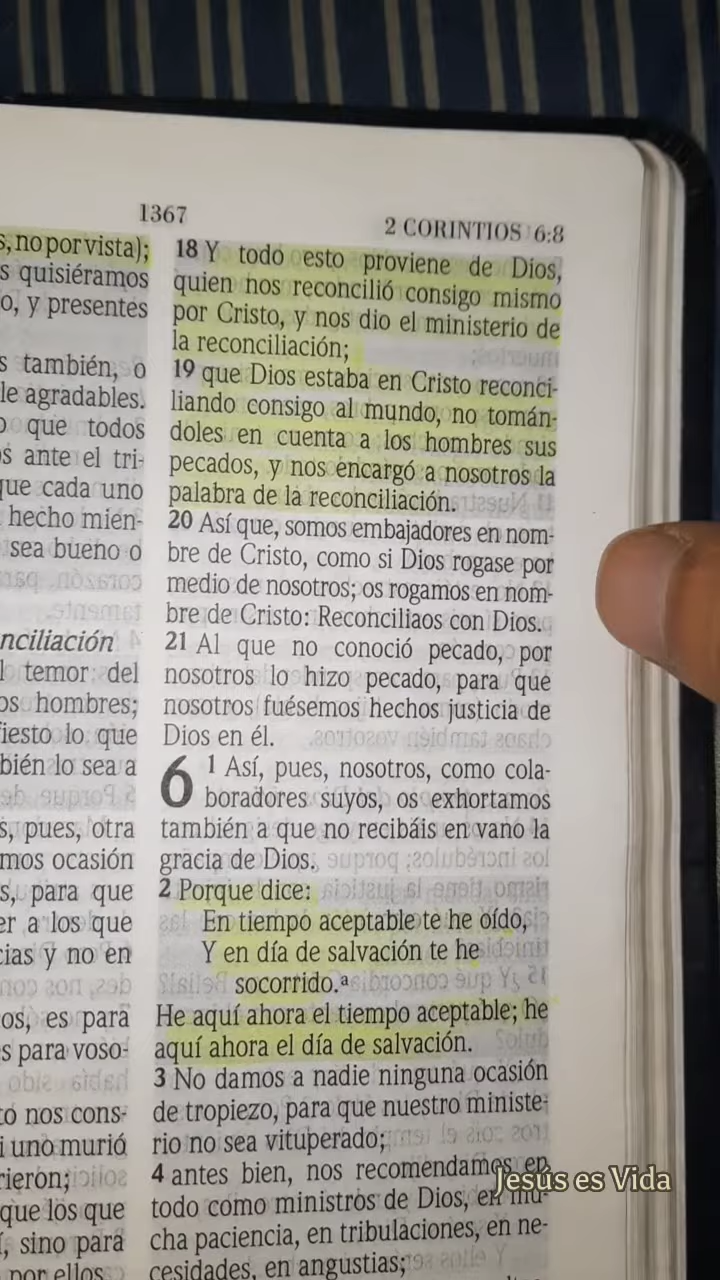 1367
2 CORINTIOS 6:8
s, no por vista);
s quisiéramos
o, y presentes
s también, o
le agradables.
o que todos
os ante el tri-
que cada uno
hecho mien-
sea bueno o
nciliación
l temor del
os hombres;
fiesto lo que
bién lo sea a
s, pues, otra
mos ocasión
s, para que
er a los que
cias y no en
os, es para
s para voso-
to nos cons-
i uno murió
rieron;
que los que
í, sino para
por ellos
18 Y todo esto proviene de Dios,
quien nos reconcilió consigo mismo
por Cristo, y nos dio el ministerio de
la reconciliación;
19 que Dios estaba en Cristo reconci-
liando consigo al mundo, no tomán-
doles en cuenta a los hombres sus
pecados, y nos encargó a nosotros la
palabra de la reconciliación.
20 Así que, somos embajadores en nom-
bre de Cristo, como si Dios rogase por
medio de nosotros; os rogamos en nom-
bre de Cristo: Reconciliaos con Dios.
21 Al que no conoció pecado, por
nosotros lo hizo pecado, para que
nosotros fuésemos hechos justicia de
Dios en él.
6 1 Así, pues, nosotros, como cola-
boradores suyos, os exhortamos
también a que no recibáis en vano la
gracia de Dios.
2 Porque dice:
En tiempo aceptable te he oído,
Y en día de salvación te he
socorrido.ª
He aquí ahora el tiempo aceptable; he
aquí ahora el día de salvación.
3 No damos a nadie ninguna ocasión
de tropiezo, para que nuestro ministe-
rio no sea vituperado;
4 antes bien, nos recomendamos en
todo como ministros de Dios, en mu-
cha paciencia, en tribulaciones, en ne-
cesidades, en angustias;
Jesús es Vida